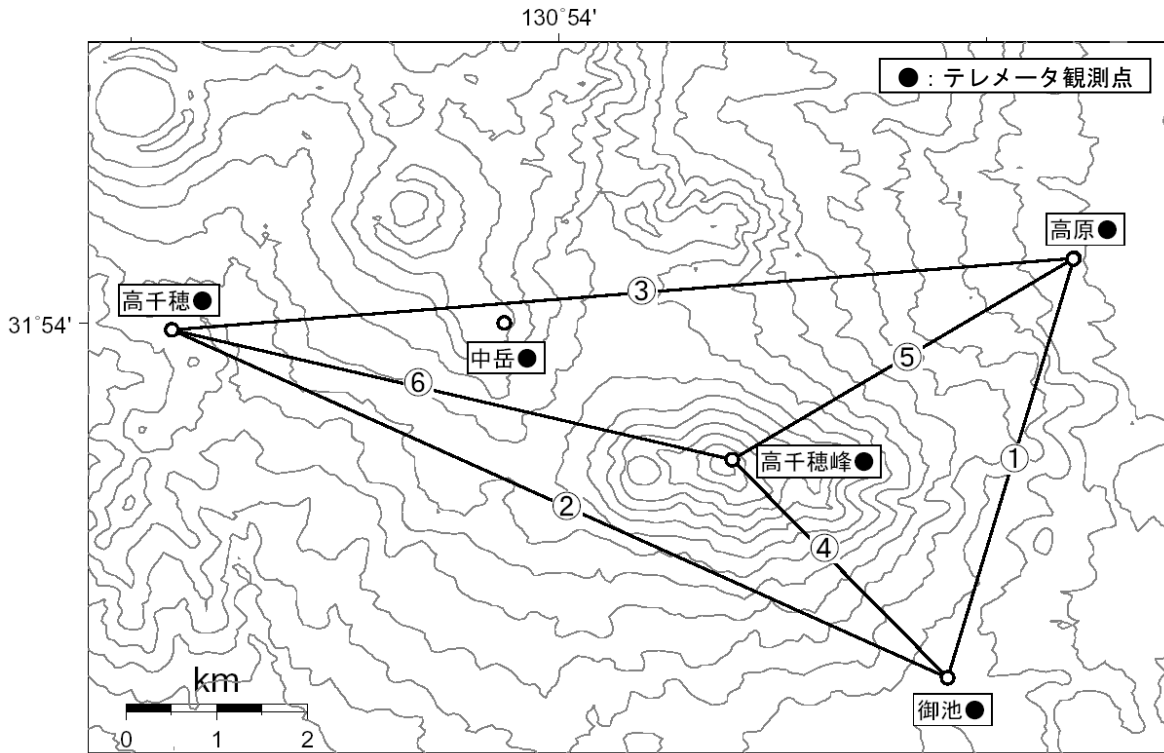 130°54'
●：テレメータ観測点
高原●
高千穂●
③
31°54'
中岳●
⑤
⑥
高千穂峰●
①
②
④
km
御池●
0 1 2